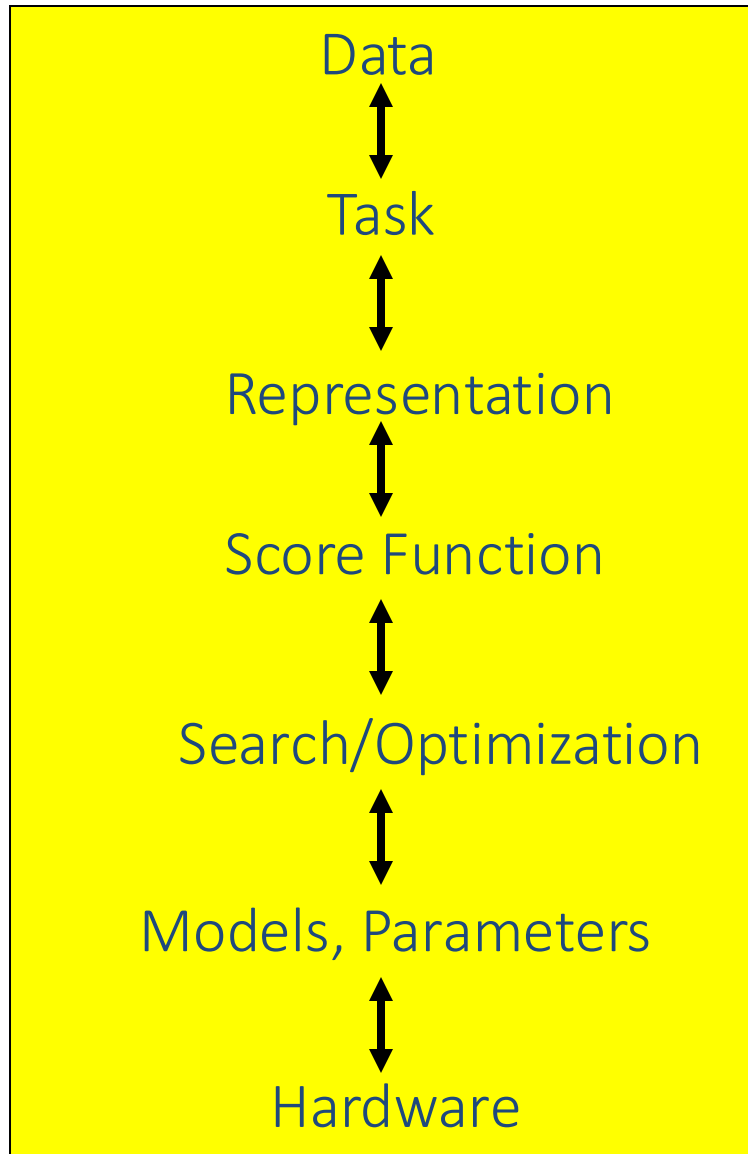 Data
Task
Representation
Score Function
Search/Optimization
Models, Parameters
Hardware